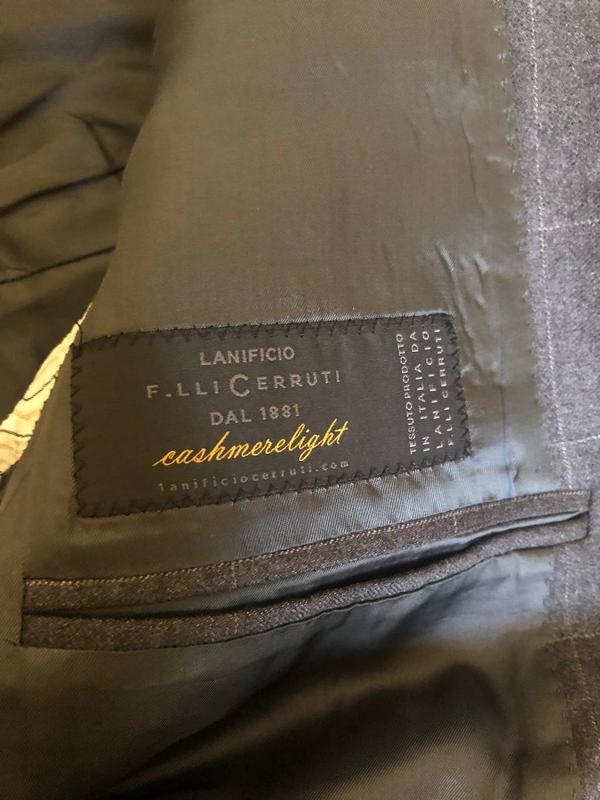 LANIFICIO
F.LLI CERRUTI
DAL 1881
cashmerelight
lanificiocerruti.com
TESSUTO PRODOTTO
IN ITALIA DA
LANIFICIO
F.LLI CERRUTI